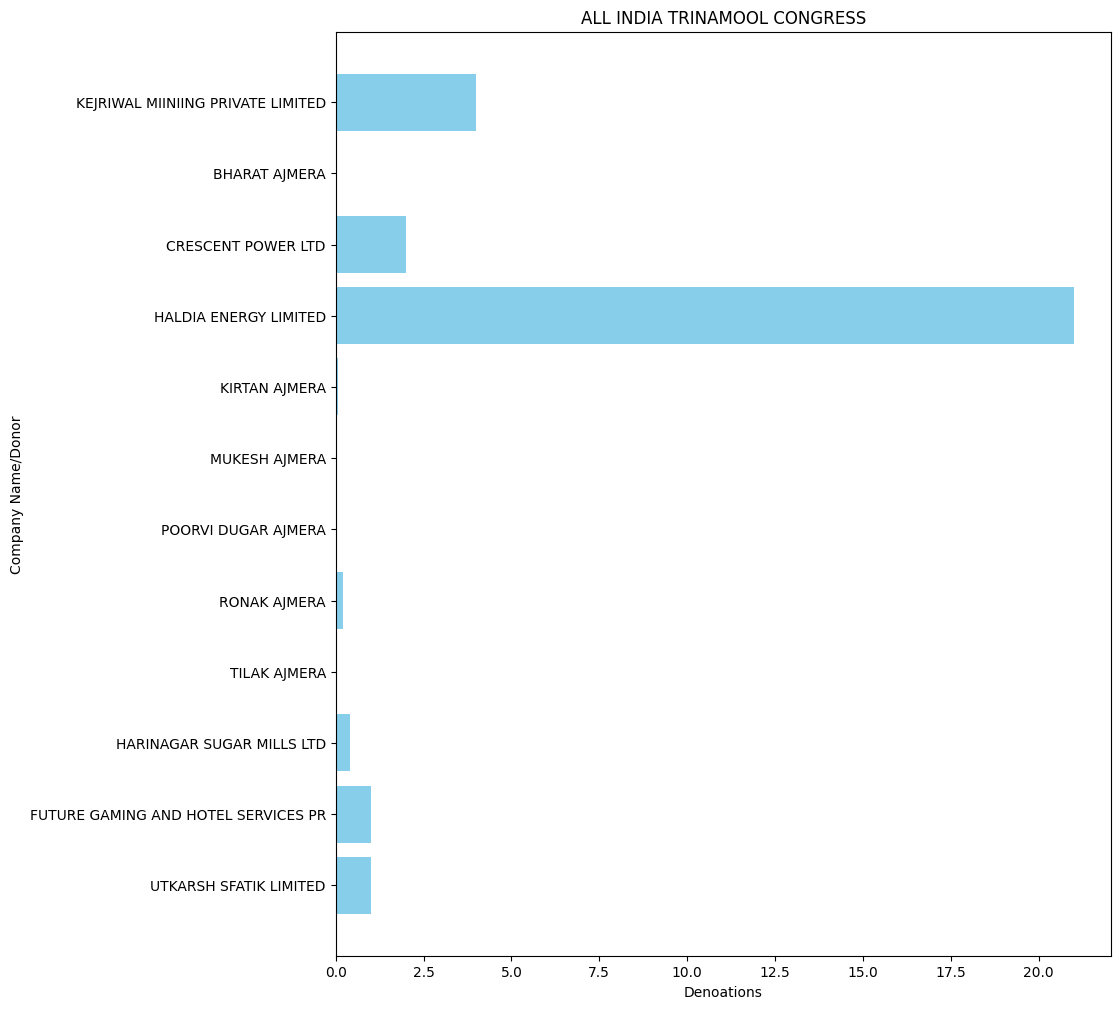 ALL INDIA TRINAMOOL CONGRESS
KEJRIWAL MIINIING PRIVATE LIMITED
BHARAT AJMERA
CRESCENT POWER LTD
HALDIA ENERGY LIMITED
KIRTAN AJMERA
MUKESH AJMERA
POORVI DUGAR AJMERA
RONAK AJMERA
TILAK AJMERA
HARINAGAR SUGAR MILLS LTD
FUTURE GAMING AND HOTEL SERVICES PR
UTKARSH SFATIK LIMITED
Company Name/Donor
0.0 2.5 5.0 7.5 10.0 12.5 15.0 17.5 20.0
Denoations